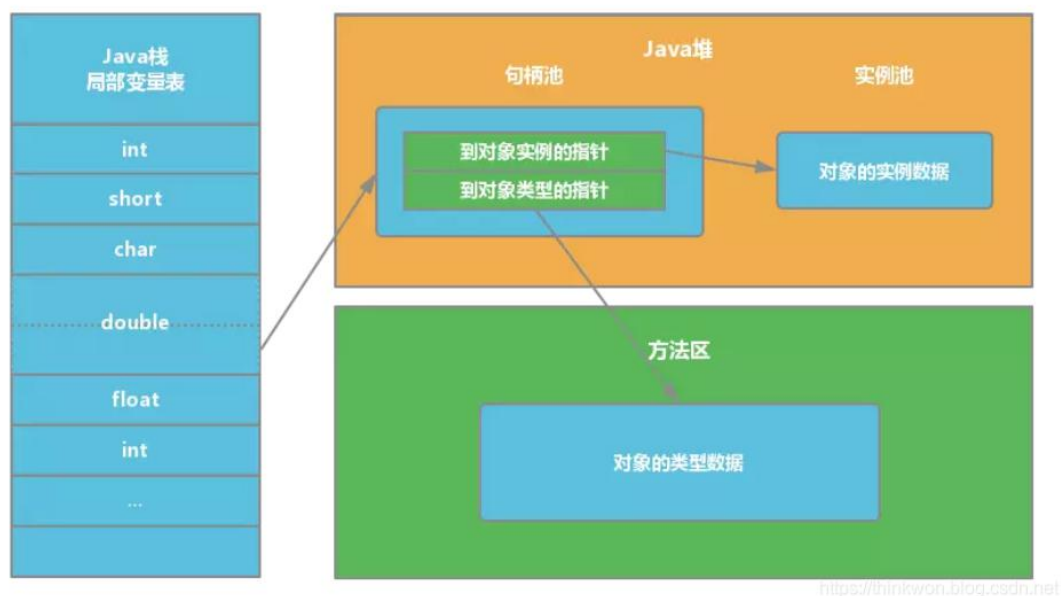 Java栈
局部变量表
int
short
char
double
float
int
...
Java堆
句柄池
实例池
到对象实例的指针
到对象类型的指针
对象的实例数据
方法区
对象的类型数据
https://thinkwon.blog.csdn.net